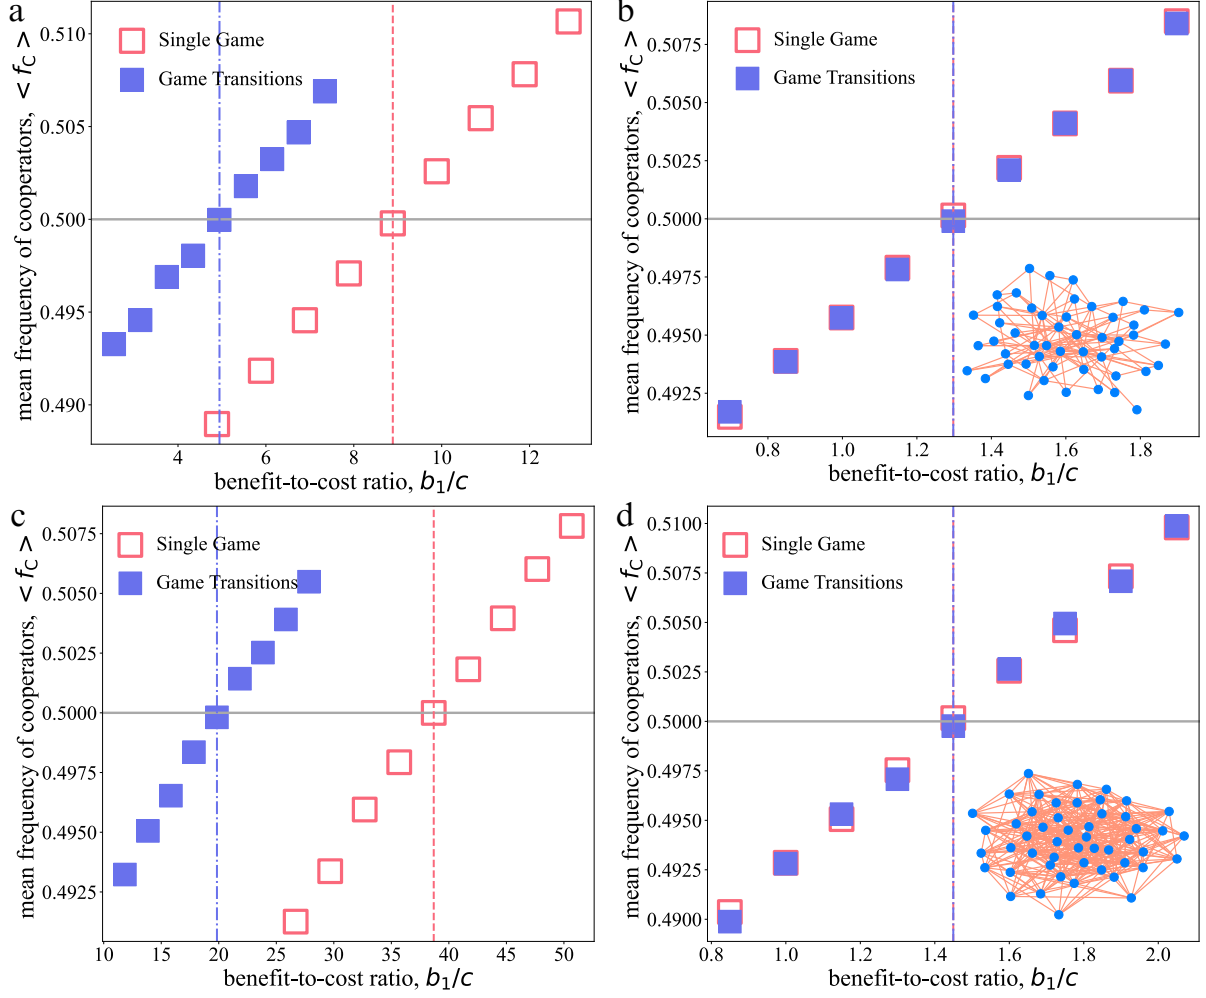 a
mean frequency of cooperators, < f_C >
0.510
0.505
0.500
0.495
0.490
Single Game
Game Transitions
4 6 8 10 12
benefit-to-cost ratio, b₁/c
b
mean frequency of cooperators, < f_C >
0.5075
0.5050
0.5025
0.5000
0.4975
0.4950
0.4925
Single Game
Game Transitions
0.8 1.0 1.2 1.4 1.6 1.8
benefit-to-cost ratio, b₁/c
c
mean frequency of cooperators, < f_C >
0.5075
0.5050
0.5025
0.5000
0.4975
0.4950
0.4925
Single Game
Game Transitions
10 15 20 25 30 35 40 45 50
benefit-to-cost ratio, b₁/c
d
mean frequency of cooperators, < f_C >
0.5100
0.5075
0.5050
0.5025
0.5000
0.4975
0.4950
0.4925
0.4900
Single Game
Game Transitions
0.8 1.0 1.2 1.4 1.6 1.8 2.0
benefit-to-cost ratio, b₁/c